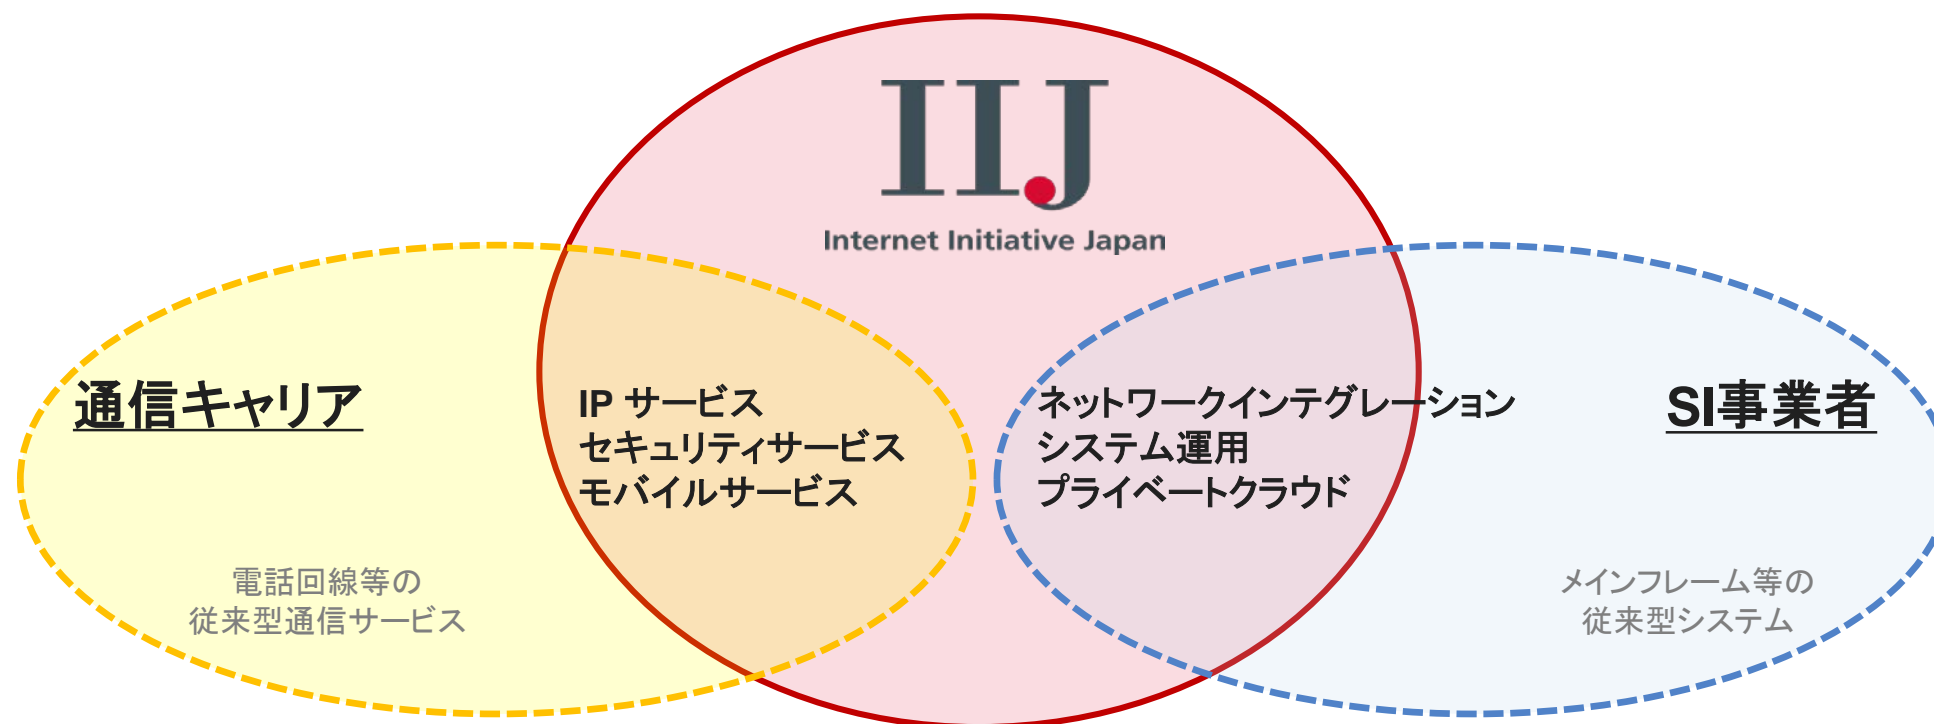 IIJ
Internet Initiative Japan
通信キャリア
IP サービス
セキュリティサービス
モバイルサービス
電話回線等の
従来型通信サービス
ネットワークインテグレーション
システム運用
プライベートクラウド
SI事業者
メインフレーム等の
従来型システム